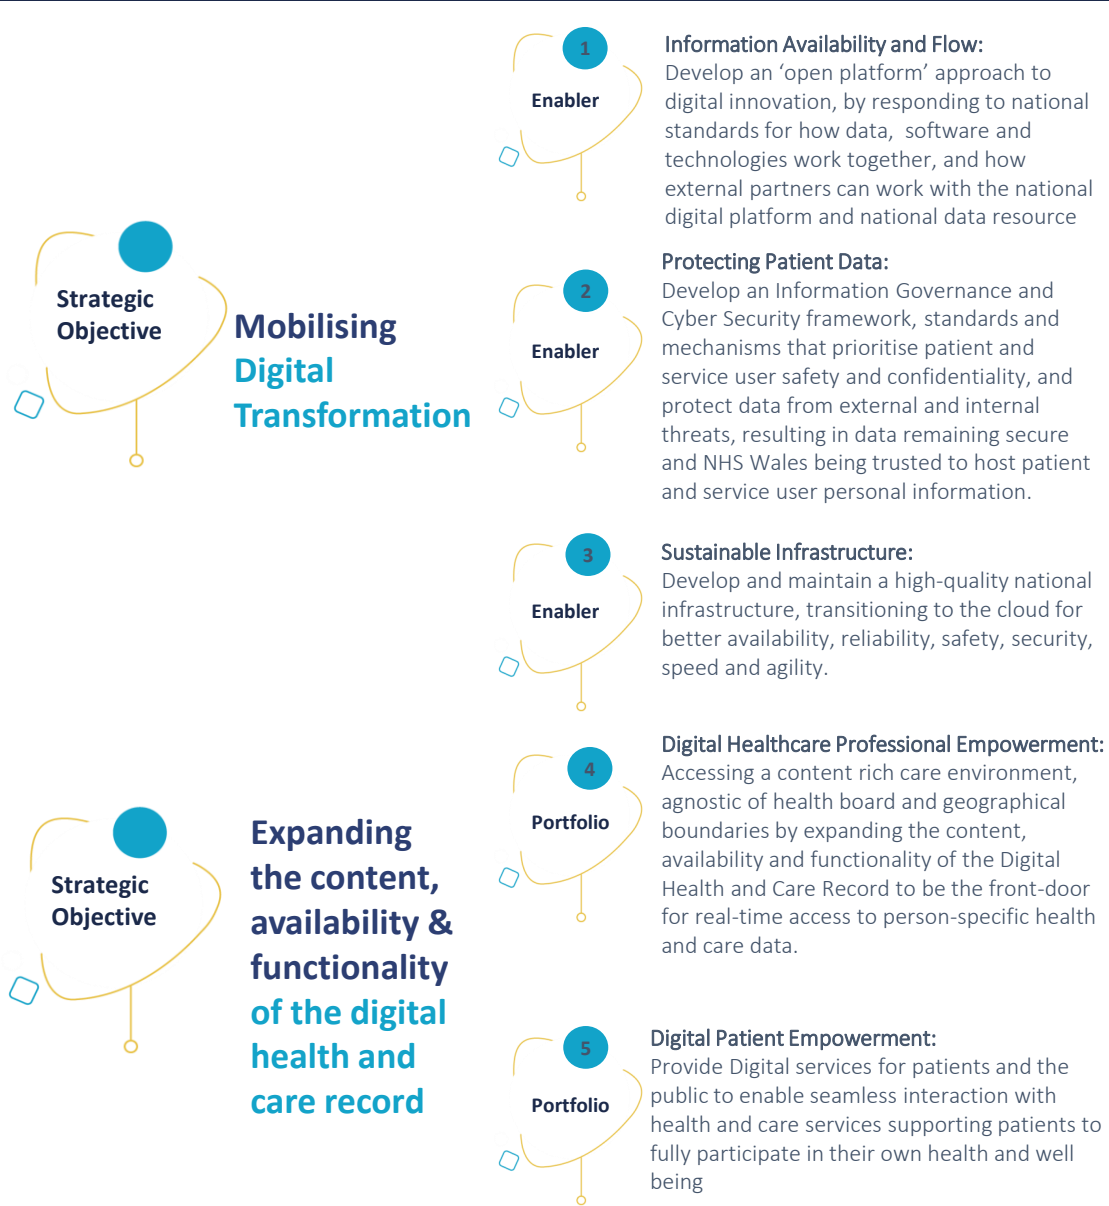 Strategic
Objective
Mobilising
Digital
Transformation
1
Enabler
Information Availability and Flow:
Develop an ‘open platform’ approach to
digital innovation, by responding to national
standards for how data,  software and
technologies work together, and how
external partners can work with the national
digital platform and national data resource
2
Enabler
Protecting Patient Data:
Develop an Information Governance and
Cyber Security framework, standards and
mechanisms that prioritise patient and
service user safety and confidentiality, and
protect data from external and internal
threats, resulting in data remaining secure
and NHS Wales being trusted to host patient
and service user personal information.
3
Enabler
Sustainable Infrastructure:
Develop and maintain a high-quality national
infrastructure, transitioning to the cloud for
better availability, reliability, safety, security,
speed and agility.
Strategic
Objective
Expanding
the content,
availability &
functionality
of the digital
health and
care record
4
Portfolio
Digital Healthcare Professional Empowerment:
Accessing a content rich care environment,
agnostic of health board and geographical
boundaries by expanding the content,
availability and functionality of the Digital
Health and Care Record to be the front-door
for real-time access to person-specific health
and care data.
5
Portfolio
Digital Patient Empowerment:
Provide Digital services for patients and the
public to enable seamless interaction with
health and care services supporting patients to
fully participate in their own health and well
being